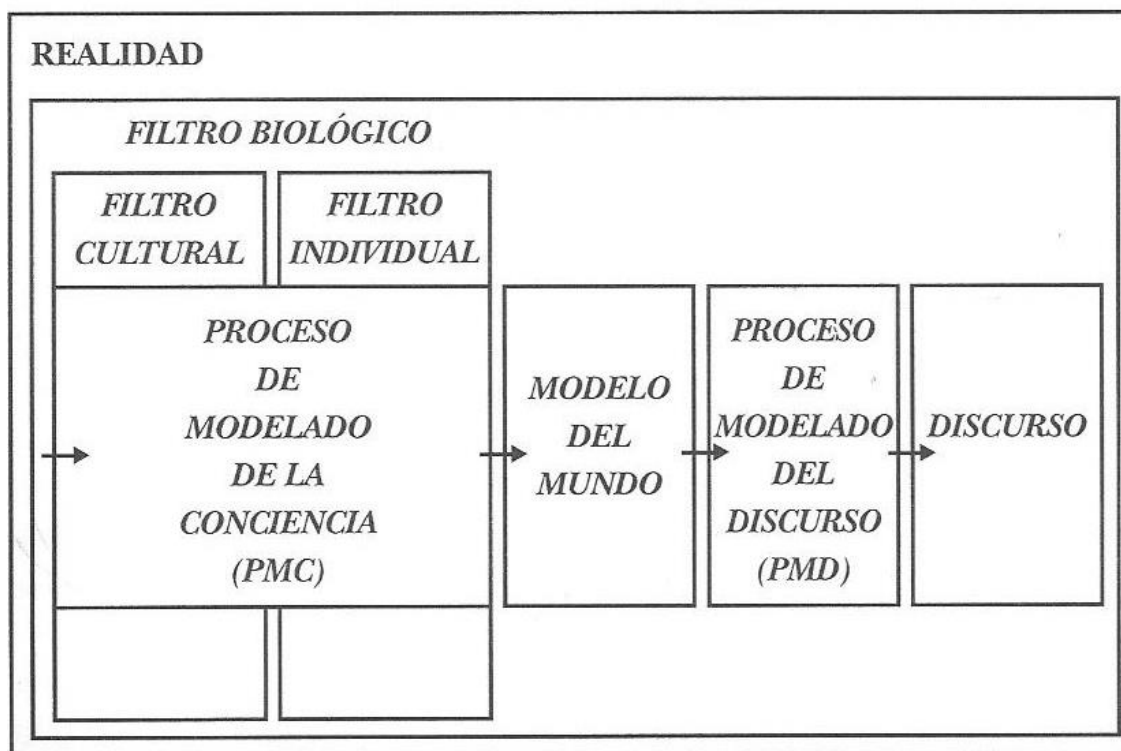 REALIDAD
FILTRO BIOLÓGICO
FILTRO
CULTURAL
FILTRO
INDIVIDUAL
PROCESO
DE
MODELADO
DE LA
CONCIENCIA
(PMC)
MODELO
DEL
MUNDO
PROCESO
DE
MODELADO
DEL
DISCURSO
(PMD)
DISCURSO